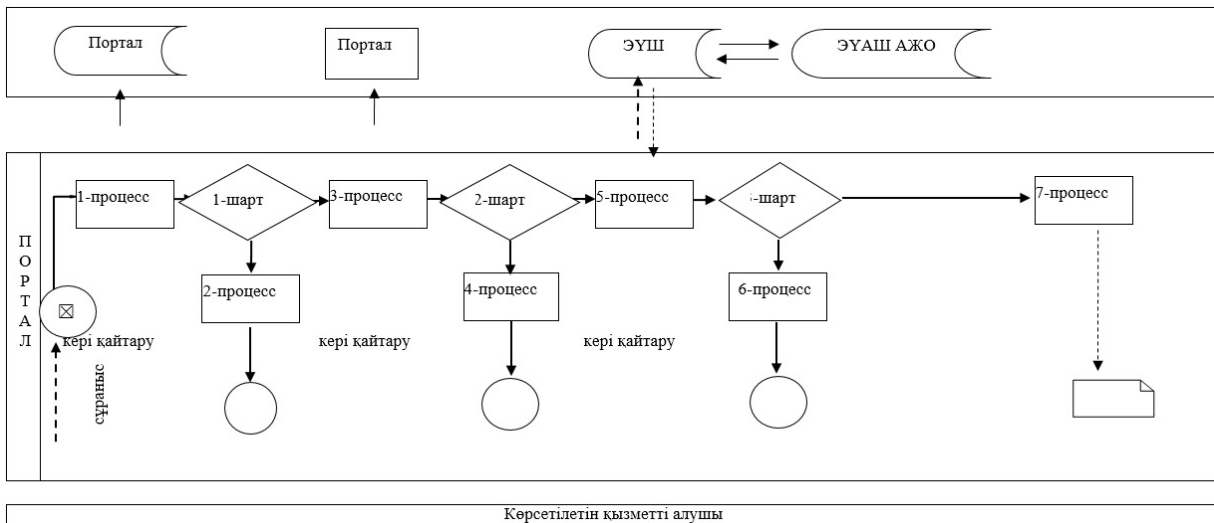 Портал
Портал
ЭҮШ
ЭҮАШ АЖО
ПОРТАЛ
1-процесс
1-шарт
3-процесс
2-шарт
5-процесс
-шарт
7-процесс
2-процесс
4-процесс
6-процесс
кері қайтару
кері қайтару
кері қайтару
сұраныс
Көрсетілетін қызметті алушы